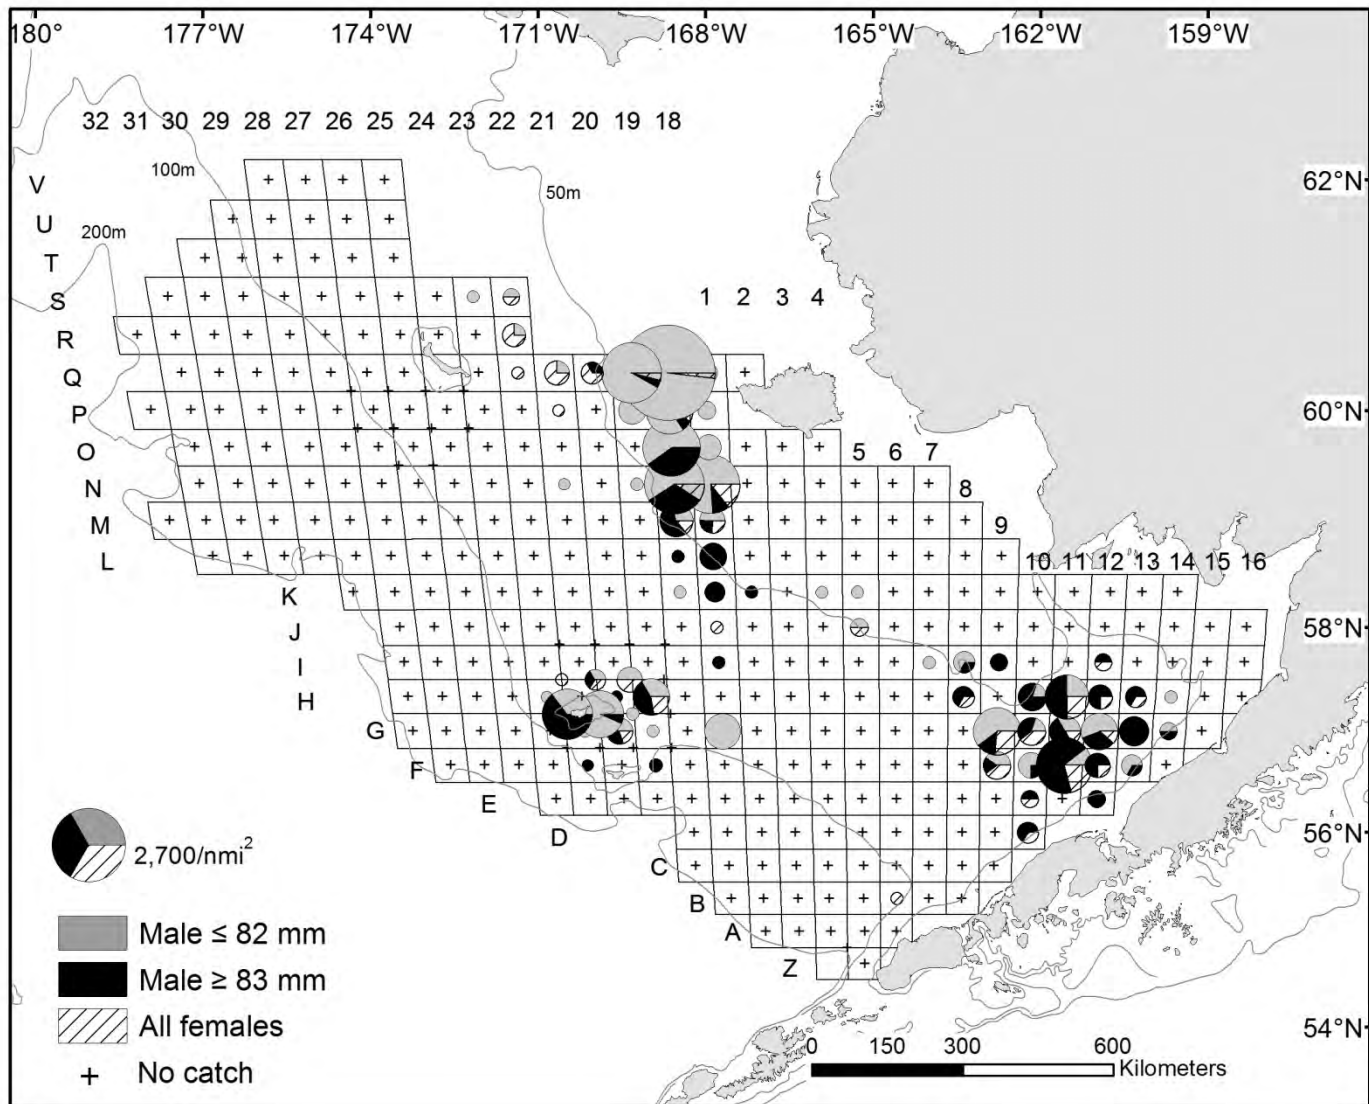 180° 177°W 174°W 171°W 168°W 165°W 162°W 159°W
32 31 30 29 28 27 26 25 24 23 22 21 20 19 18
100m
50m
V
62°N
U
200m
T
S
1 2 3 4
R
Q
P
60°N
O
5 6 7
N
8
M
9
L
10 11 12 13 14 15 16
K
J
58°N
I
H
G
F
E
D
56°N
2,700/nmi²
C
B
Male ≤ 82 mm
A
Male ≥ 83 mm
Z
All females
54°N
0 150 300 600
Kilometers
No catch